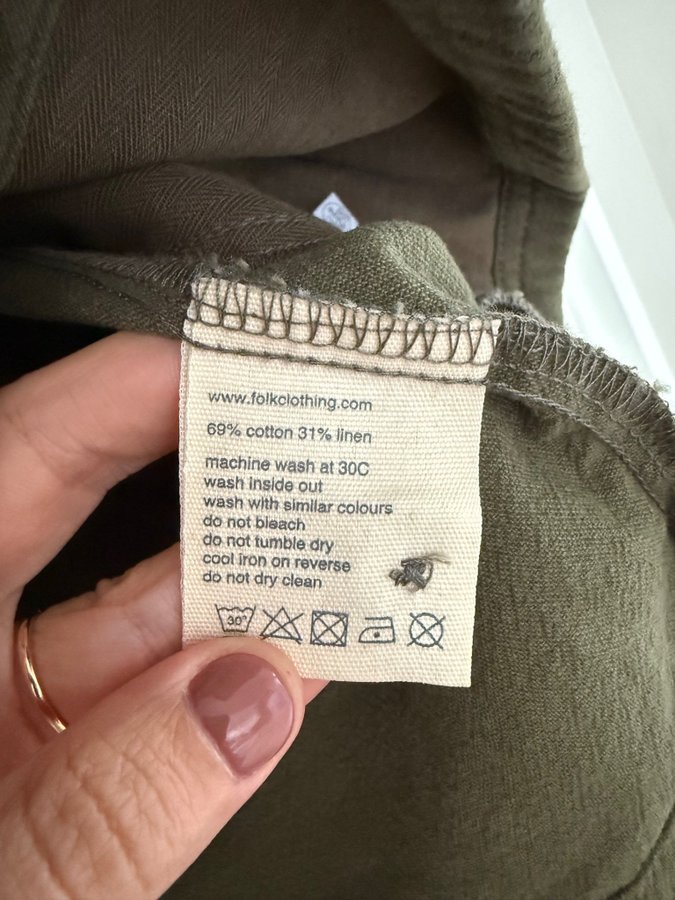 www.folkclothing.com
69% cotton 31% linen
machine wash at 30C
wash inside out
wash with similar colours
do not bleach
do not tumble dry
cool iron on reverse
do not dry clean
30°